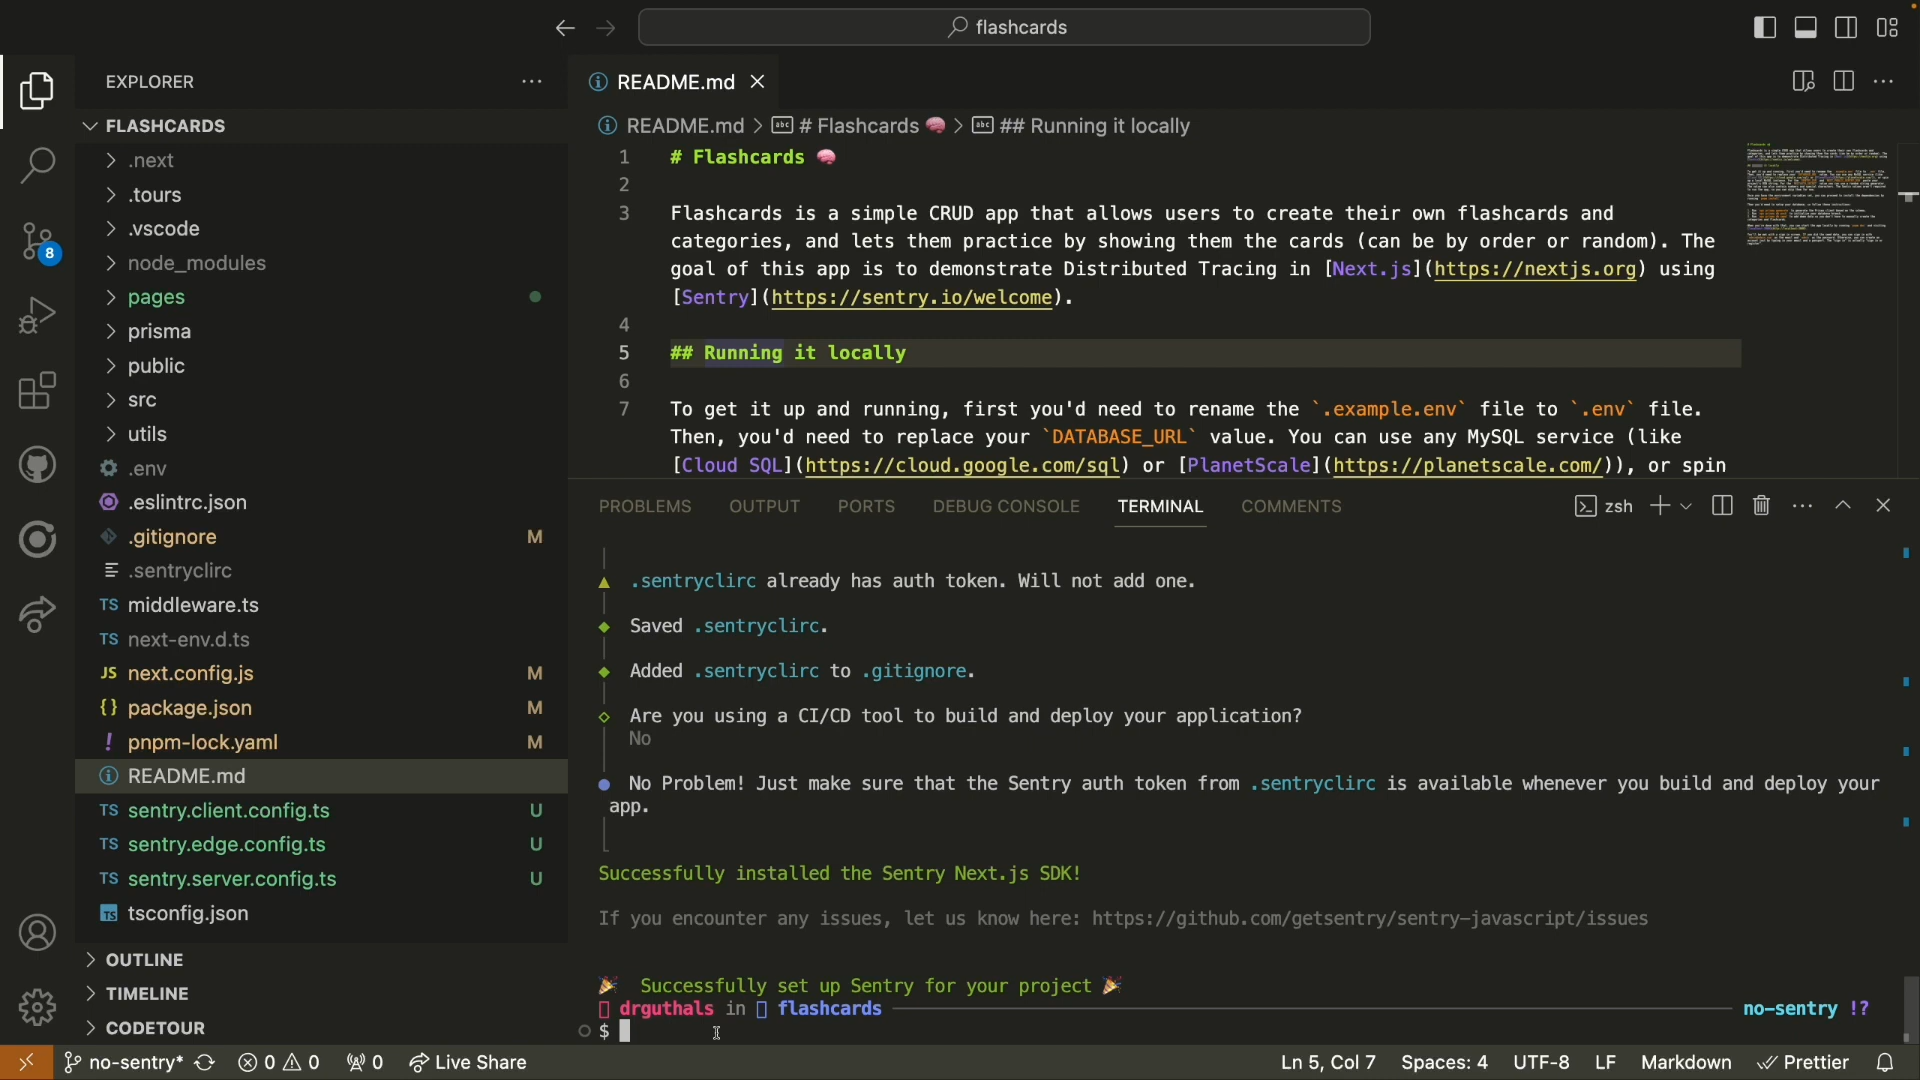 flashcards
EXPLORER
FLASHCARDS
.next
.tours
.vscode
node_modules
pages
prisma
public
src
utils
.env
.eslintrc.json
.gitignore M
.sentryclirc
TS middleware.ts
TS next-env.d.ts
JS next.config.js M
{} package.json M
! pnpm-lock.yaml M
README.md
TS sentry.client.config.ts U
TS sentry.edge.config.ts U
TS sentry.server.config.ts U
TS tsconfig.json
OUTLINE
TIMELINE
CODETOUR
8
README.md
README.md > abc # Flashcards 🧠 > abc ## Running it locally
1 # Flashcards 🧠
2
3 Flashcards is a simple CRUD app that allows users to create their own flashcards and
categories, and lets them practice by showing them the cards (can be by order or random). The
goal of this app is to demonstrate Distributed Tracing in [Next.js](https://nextjs.org) using
[Sentry](https://sentry.io/welcome).
4
5 ## Running it locally
6
7 To get it up and running, first you'd need to rename the `.example.env` file to `.env` file.
Then, you'd need to replace your `DATABASE_URL` value. You can use any MySQL service (like
[Cloud SQL](https://cloud.google.com/sql) or [PlanetScale](https://planetscale.com/)), or spin
PROBLEMS OUTPUT PORTS DEBUG CONSOLE TERMINAL COMMENTS
zsh
.sentryclirc already has auth token. Will not add one.
Saved .sentryclirc.
Added .sentryclirc to .gitignore.
Are you using a CI/CD tool to build and deploy your application?
No
No Problem! Just make sure that the Sentry auth token from .sentryclirc is available whenever you build and deploy your
app.
Successfully installed the Sentry Next.js SDK!
If you encounter any issues, let us know here: https://github.com/getsentry/sentry-javascript/issues
🎉 Successfully set up Sentry for your project 🎉
drguthals in flashcards no-sentry !?
$
no-sentry* 0 0 0 Live Share Ln 5, Col 7 Spaces: 4 UTF-8 LF Markdown Prettier